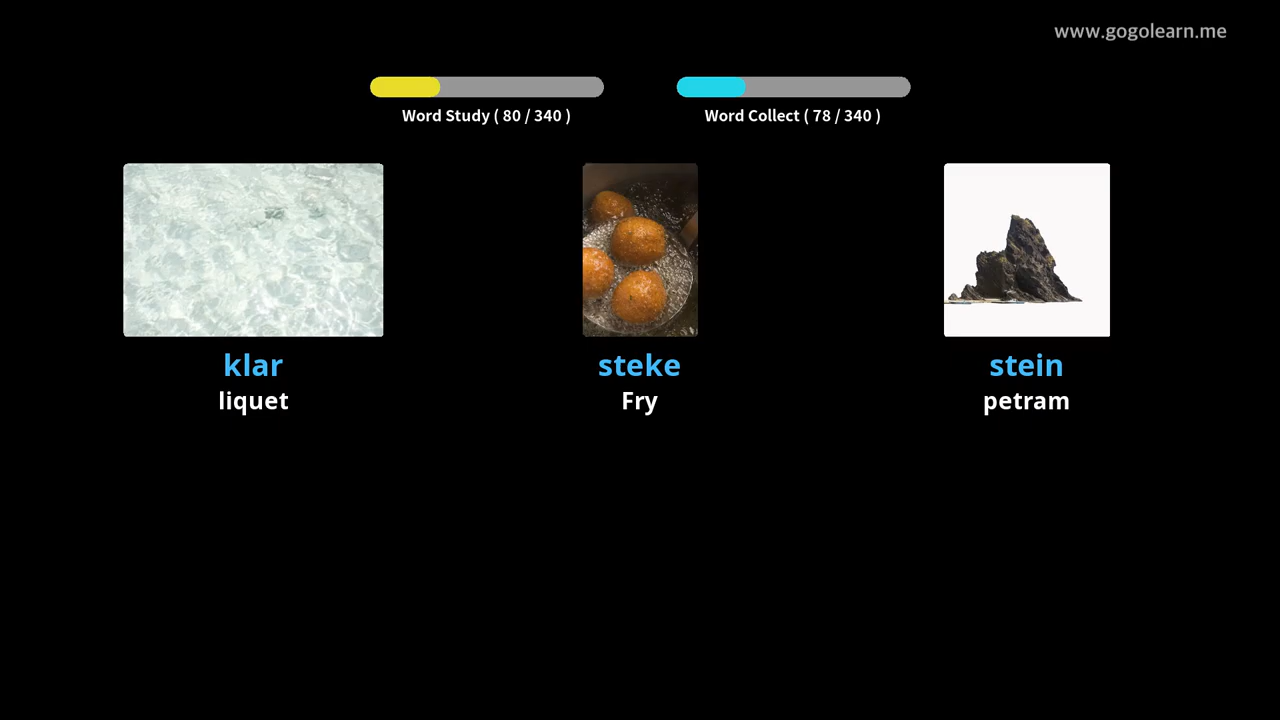 www.gogolearn.me
Word Study ( 80 / 340 )
Word Collect ( 78 / 340 )
klar
steke
stein
liquet
Fry
petram